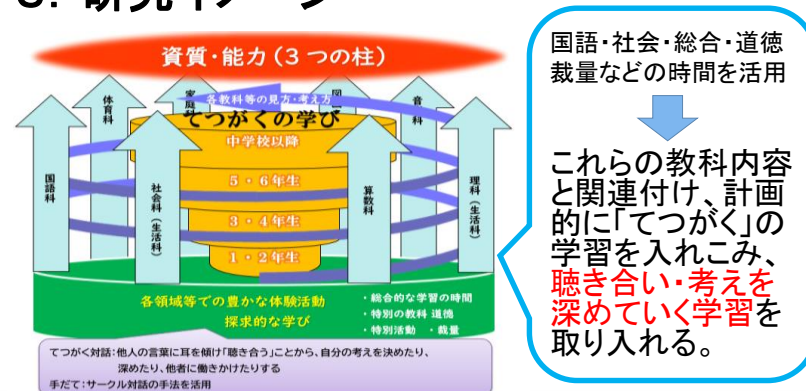 資質・能力(3つの柱)
各教科等の見方・考え方
てつがくの学び
中学校以降
5・6年生
3・4年生
1・2年生
体育科
国語科
社会科(生活科)
算数科
理科(生活科)
各領域等での豊かな体験活動
探求的な学び
・総合的な学習の時間
・特別の教科 道徳
・特別活動 ・裁量
てつがく対話:他人の言葉に耳を傾け「聴き合う」ことから、自分の考えを決めたり、
深めたり、他者に働きかけたりする
手だて:サークル対話の手法を活用
国語・社会・総合・道徳
裁量などの時間を活用
これらの教科内容
と関連付け、計画
的に「てつがく」の
学習を入れこみ、
聴き合い・考えを
深めていく学習を
取り入れる。